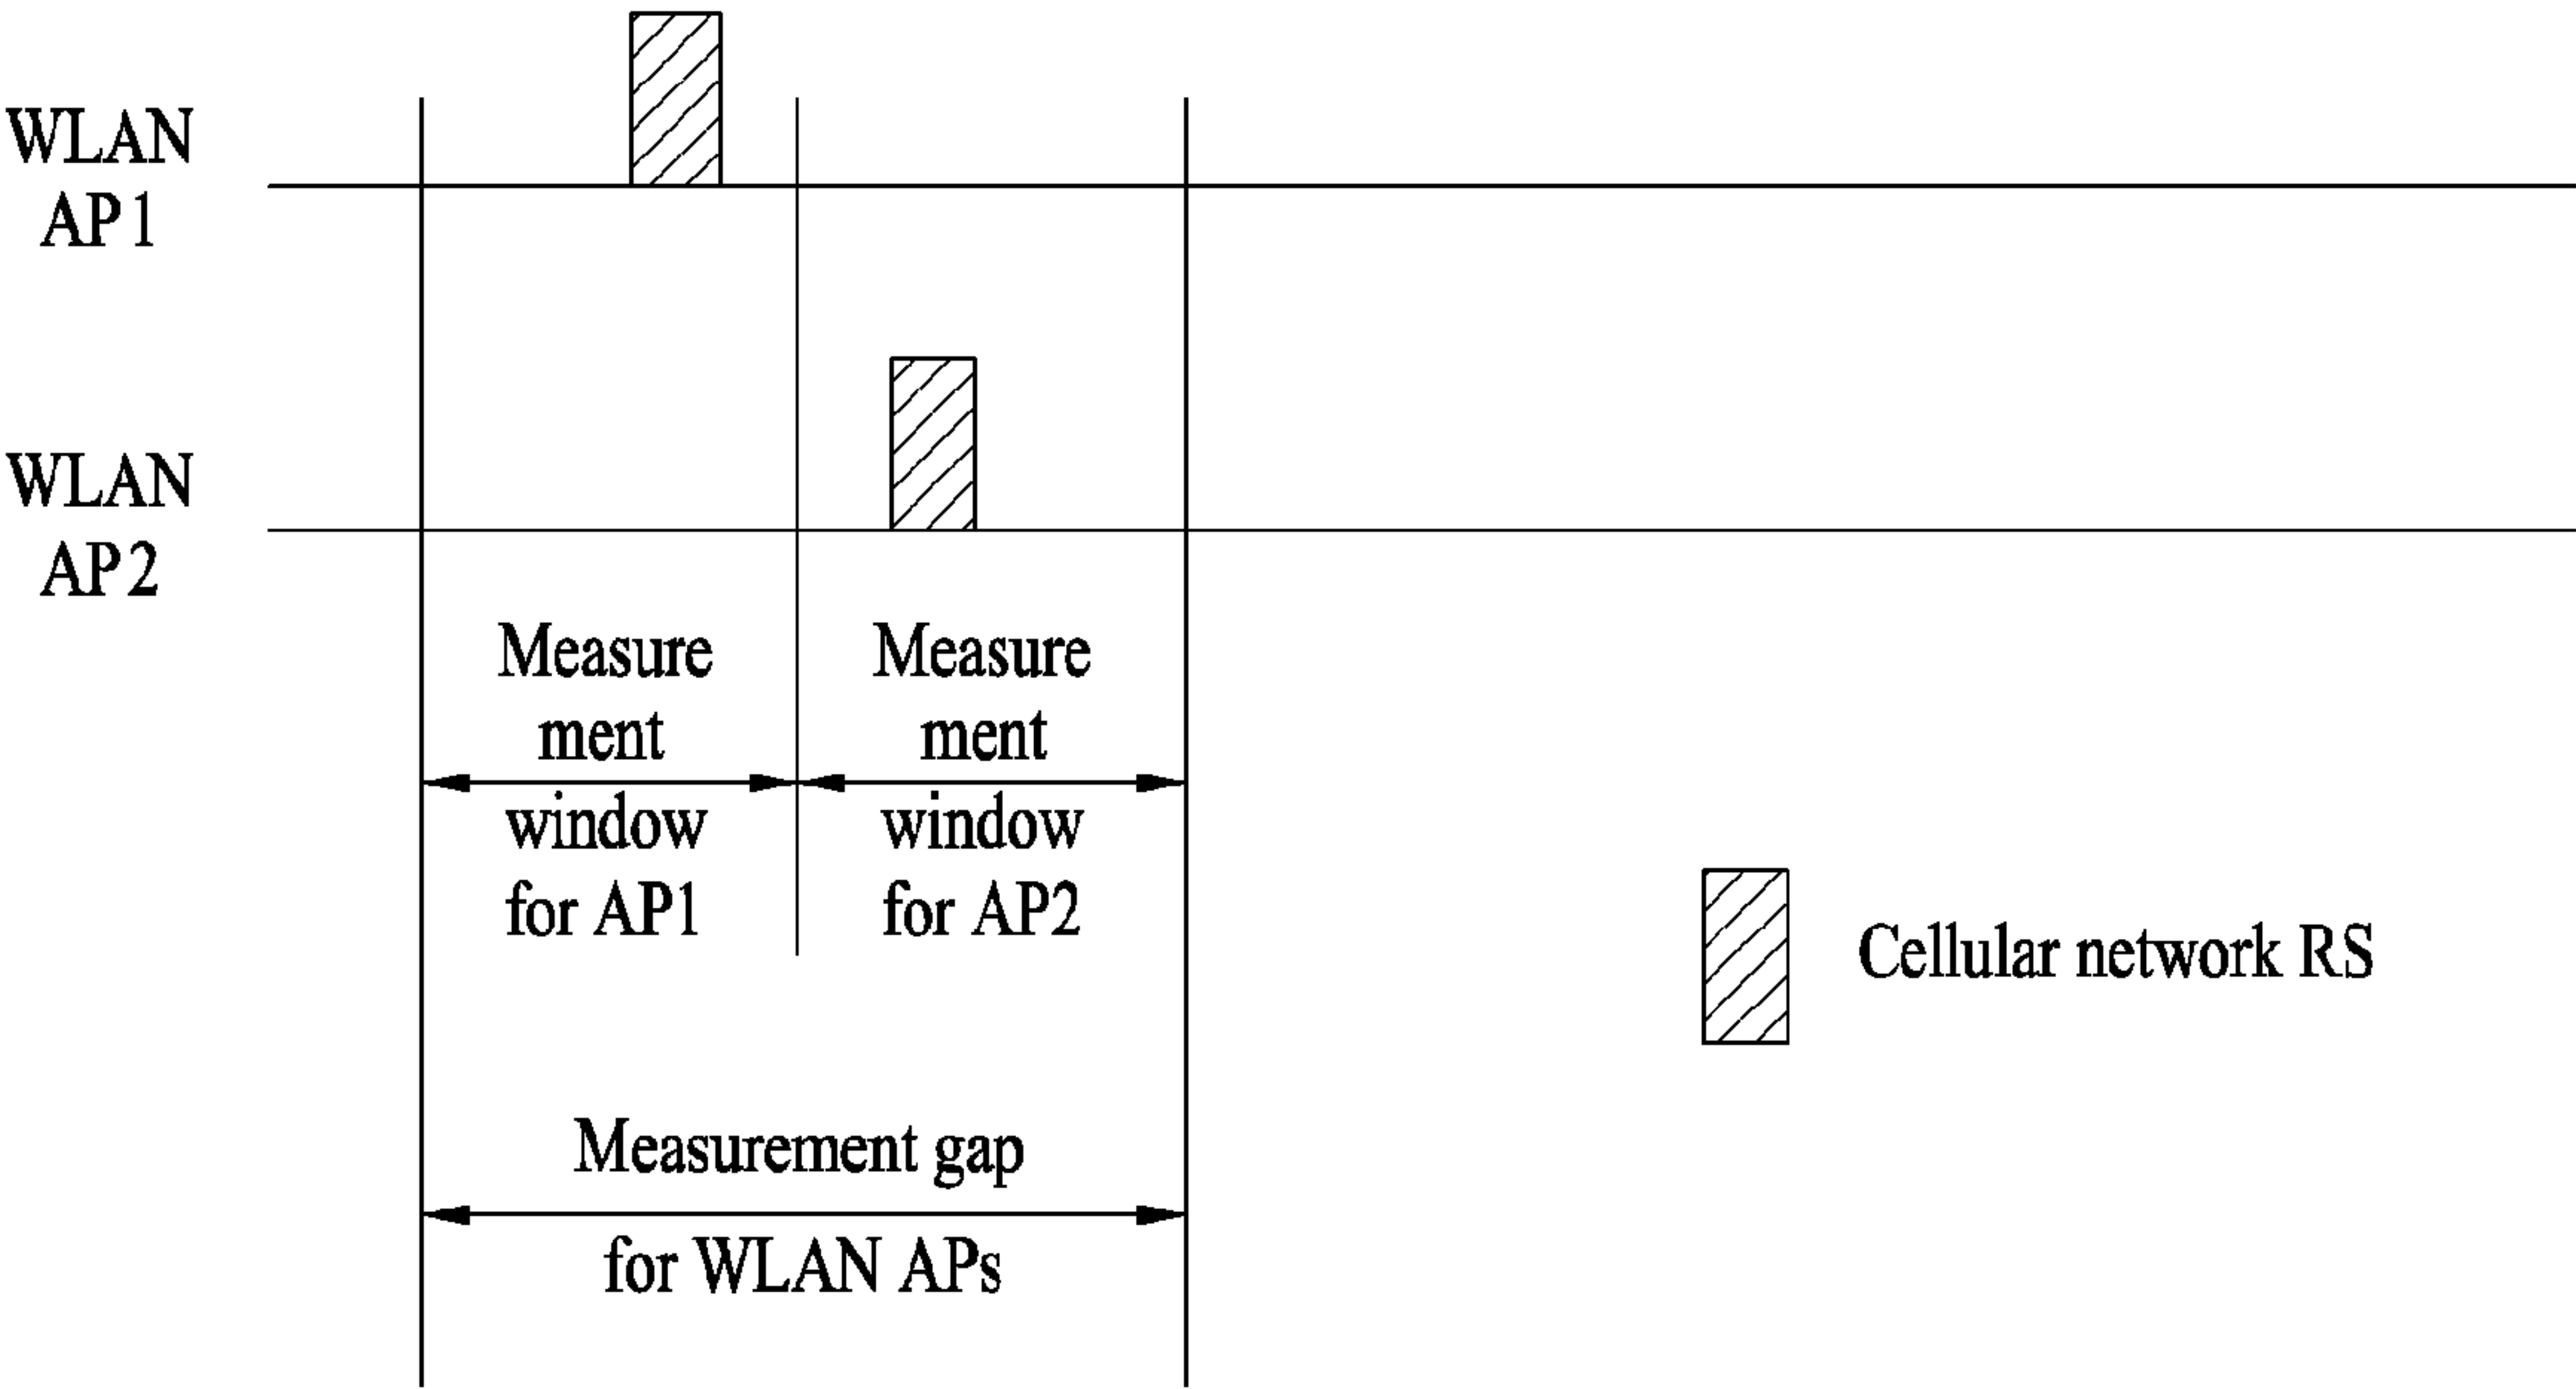 WLAN
AP1
WLAN
AP2
Measure
ment
window
for AP1
Measure
ment
window
for AP2
Cellular network RS
Measurement gap
for WLAN APs